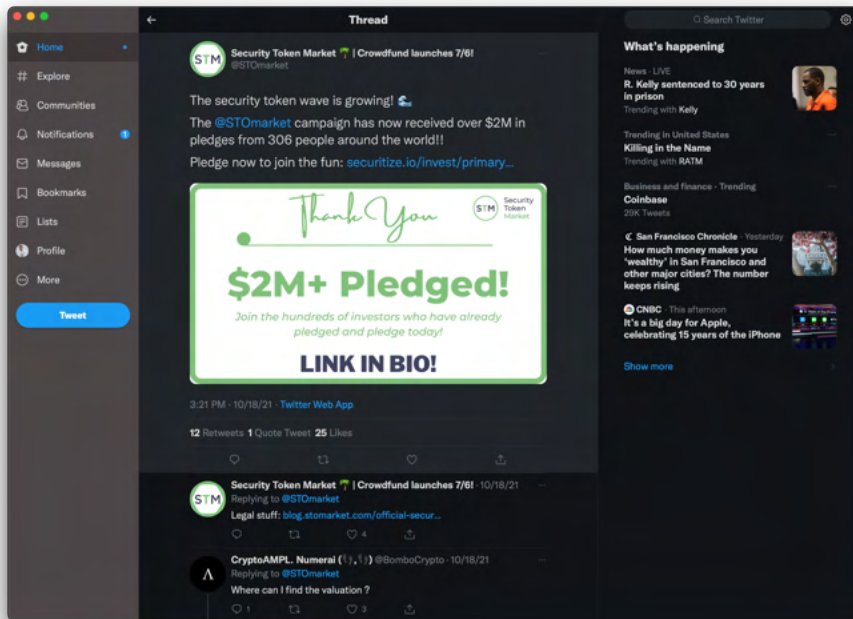 Home
Explore
Communities
Notifications
1
Messages
Bookmarks
Lists
Profile
More
Tweet
Thread
STM
Security Token Market 🌴 | Crowdfund launches 7/6!
@STOmarket
The security token wave is growing! 🌊
The @STOmarket campaign has now received over $2M in
pledges from 306 people around the world!!
Pledge now to join the fun: securitize.io/invest/primary...
Thank You
STM
Security
Token
Market
$2M+ Pledged!
Join the hundreds of investors who have already
pledged and pledge today!
LINK IN BIO!
3:21 PM · 10/18/21 · Twitter Web App
12 Retweets 1 Quote Tweet 25 Likes
STM
Security Token Market 🌴 | Crowdfund launches 7/6! · 10/18/21
Replying to @STOmarket
Legal stuff: blog.stomarket.com/official-secur...
4
CryptoAMPL. Numerai (👣,👣) @BomboCrypto · 10/18/21
Replying to @STOmarket
Where can I find the valuation ?
1 3
Search Twitter
What's happening
News · LIVE
R. Kelly sentenced to 30 years
in prison
Trending with Kelly
Trending in United States
Killing in the Name
Trending with RATM
Business and finance · Trending
Coinbase
29K Tweets
San Francisco Chronicle · Yesterday
How much money makes you
'wealthy' in San Francisco and
other major cities? The number
keeps rising
CNBC · This afternoon
It's a big day for Apple,
celebrating 15 years of the iPhone
Show more